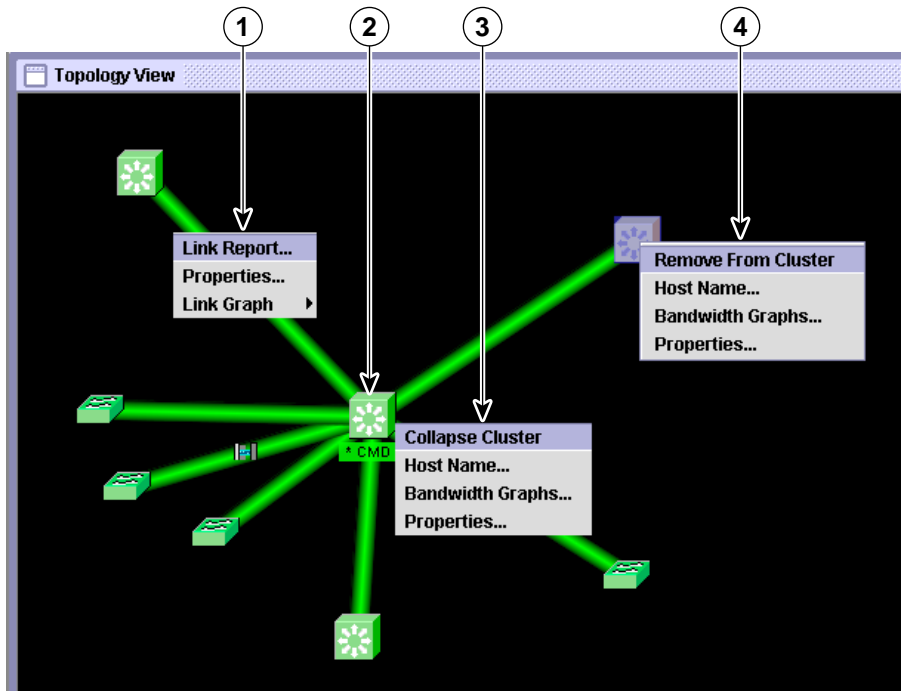 1
2
3
4
Topology View
Link Report...
Properties...
Link Graph
Remove From Cluster
Host Name...
Bandwidth Graphs...
Properties...
* CMD
Collapse Cluster
Host Name...
Bandwidth Graphs...
Properties...